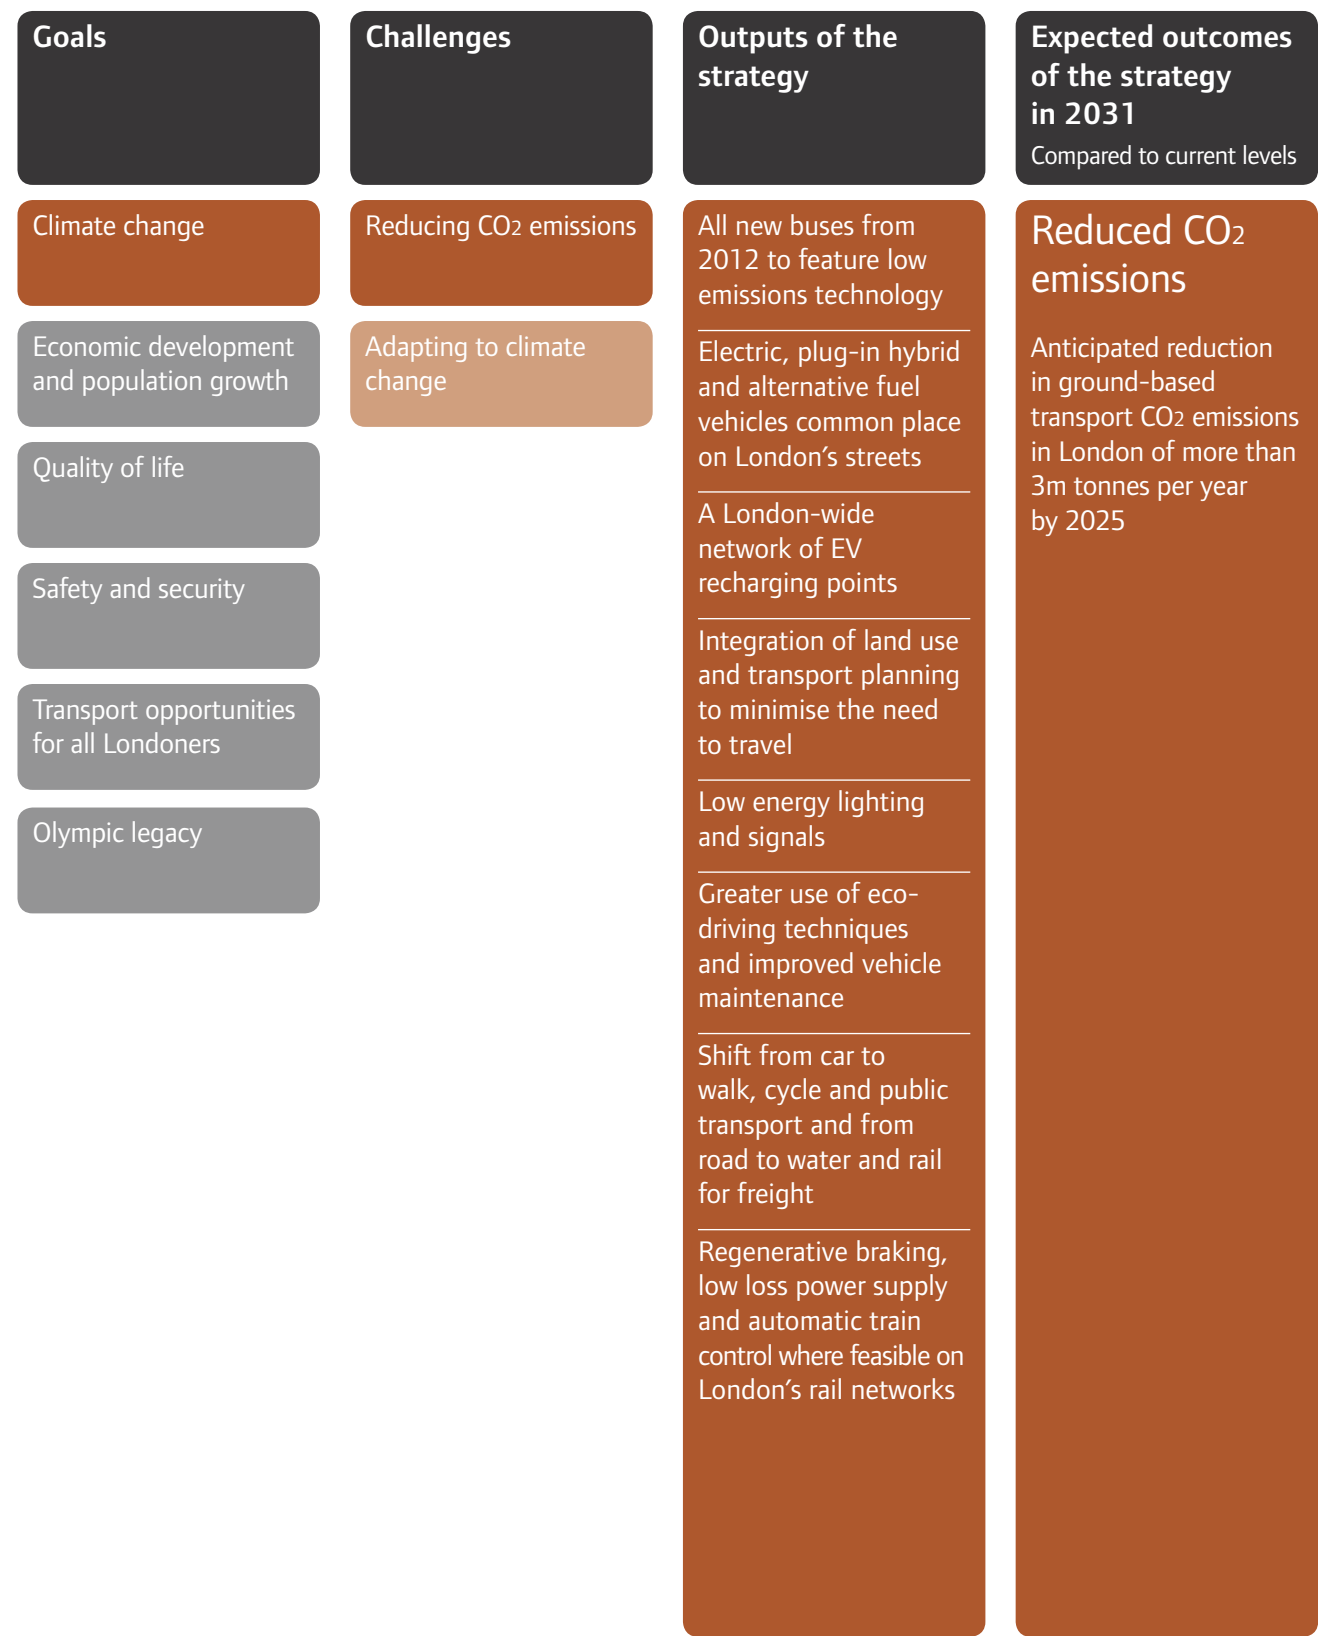 Goals
Challenges
Outputs of the
strategy
Expected outcomes
of the strategy
in 2031
Compared to current levels
Climate change
Economic development
and population growth
Quality of life
Safety and security
Transport opportunities
for all Londoners
Olympic legacy
Reducing CO2 emissions
Adapting to climate
change
All new buses from
2012 to feature low
emissions technology
Electric, plug-in hybrid
and alternative fuel
vehicles common place
on London’s streets
A London-wide
network of EV
recharging points
Integration of land use
and transport planning
to minimise the need
to travel
Low energy lighting
and signals
Greater use of eco-
driving techniques
and improved vehicle
maintenance
Shift from car to
walk, cycle and public
transport and from
road to water and rail
for freight
Regenerative braking,
low loss power supply
and automatic train
control where feasible on
London’s rail networks
Reduced CO2
emissions
Anticipated reduction
in ground-based
transport CO2 emissions
in London of more than
3m tonnes per year
by 2025